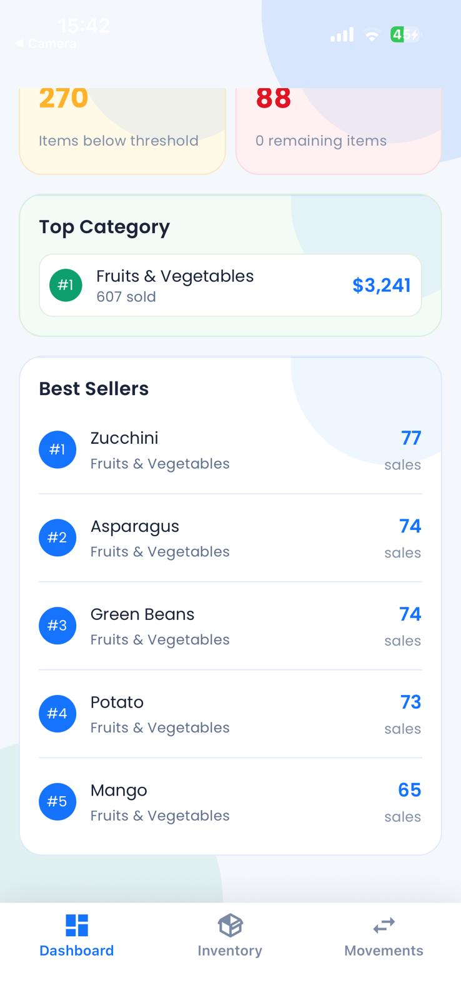 15:42
◀ Camera
45
270
88
Items below threshold
0 remaining items
Top Category
#1
Fruits & Vegetables
607 sold
$3,241
Best Sellers
#1
Zucchini
Fruits & Vegetables
77
sales
#2
Asparagus
Fruits & Vegetables
74
sales
#3
Green Beans
Fruits & Vegetables
74
sales
#4
Potato
Fruits & Vegetables
73
sales
#5
Mango
Fruits & Vegetables
65
sales
Dashboard
Inventory
Movements